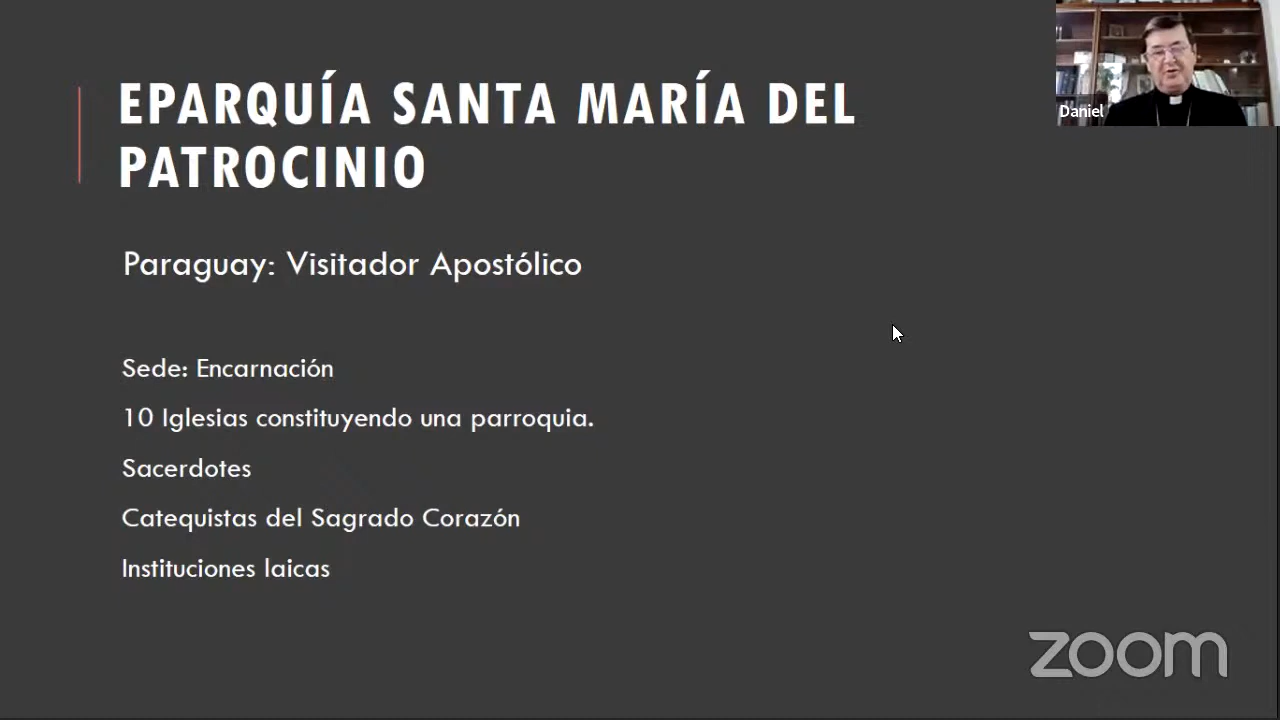 EPARQUÍA SANTA MARÍA DEL
PATROCINIO
Daniel
Paraguay: Visitador Apostólico
Sede: Encarnación
10 Iglesias constituyendo una parroquia.
Sacerdotes
Catequistas del Sagrado Corazón
Instituciones laicas
zoom